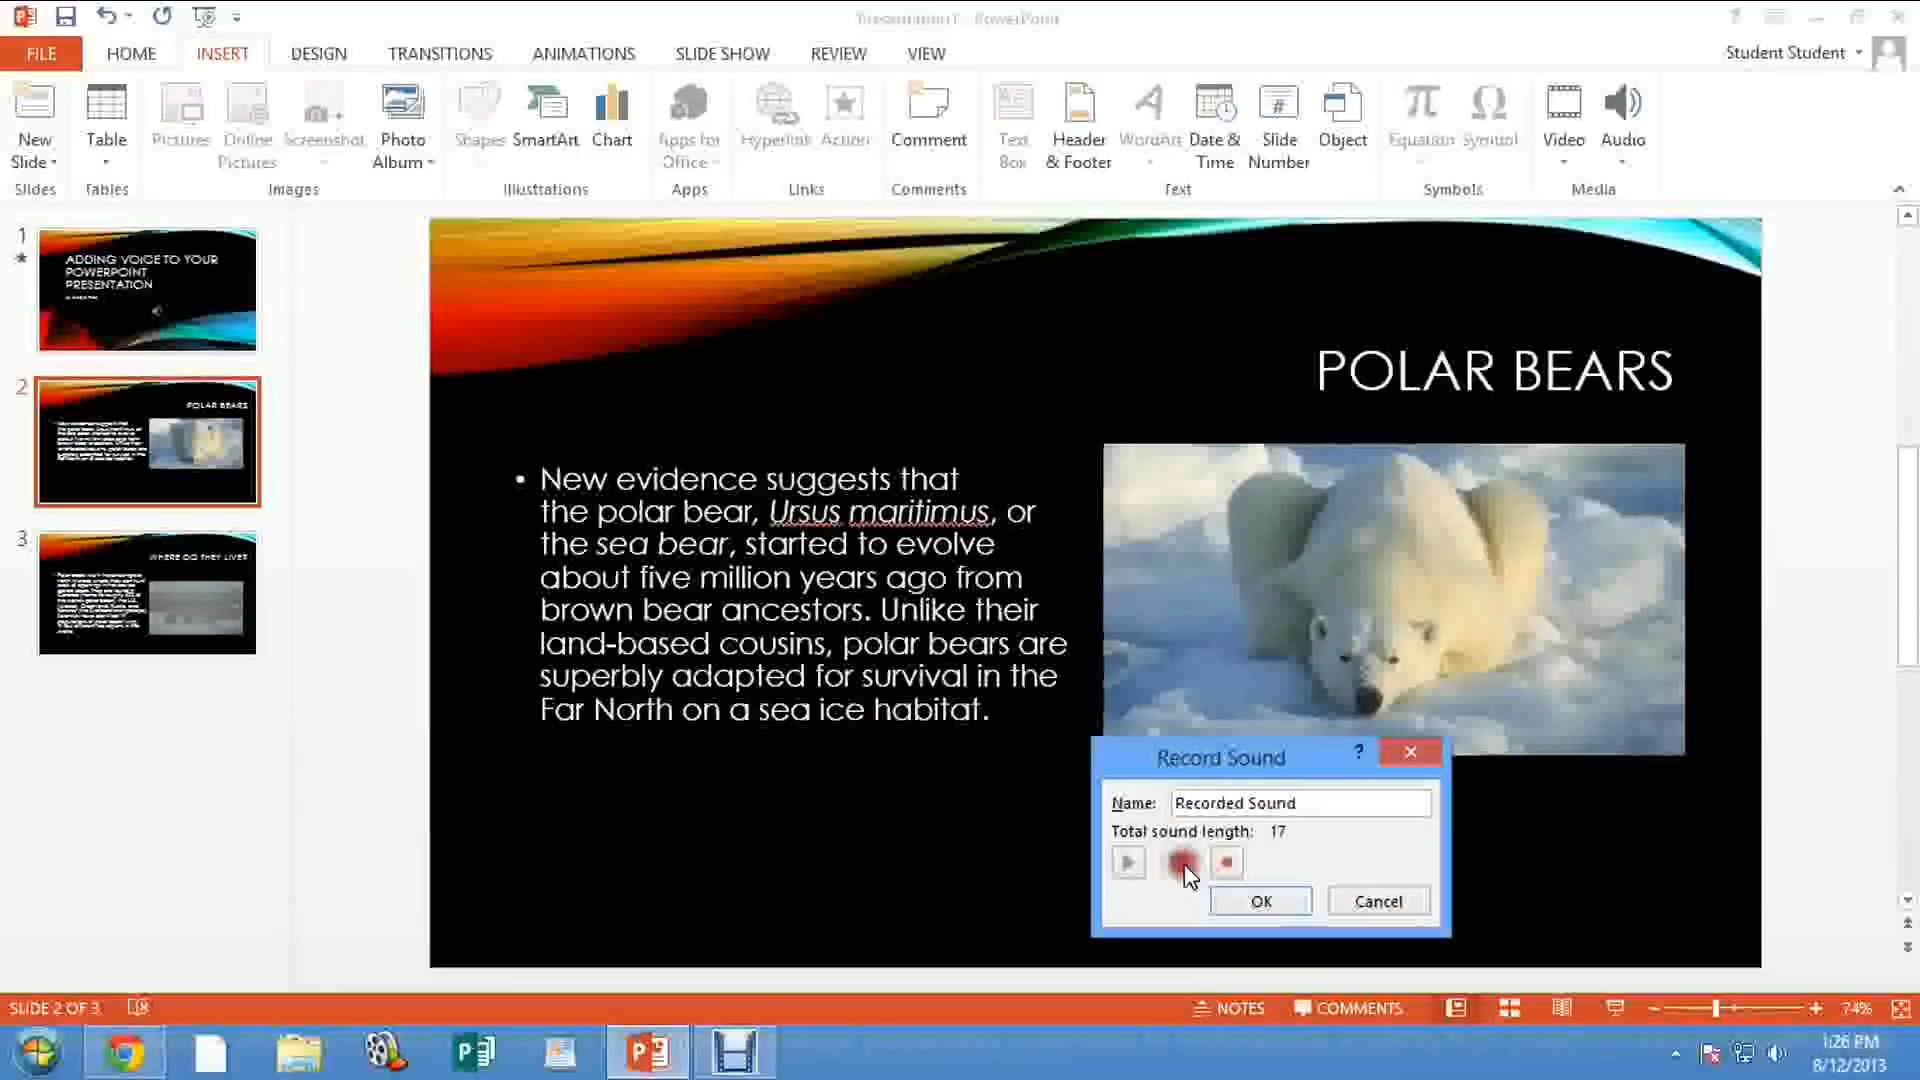 Presentation1 - PowerPoint
FILE HOME INSERT DESIGN TRANSITIONS ANIMATIONS SLIDE SHOW REVIEW VIEW Student Student
New Slide
Table
Pictures
Online Pictures
Screenshot
Photo Album
Shapes
SmartArt
Chart
Apps for Office
Hyperlink
Action
Comment
Text Box
Header & Footer
WordArt
Date & Time
# Slide Number
Object
π Equation
Ω Symbol
Video
Audio
Slides Tables Images Illustrations Apps Links Comments Text Symbols Media
1
ADDING VOICE TO YOUR
POWERPOINT
PRESENTATION
2
POLAR BEARS
3
WHERE DO THEY LIVE?
POLAR BEARS
• New evidence suggests that
the polar bear, Ursus maritimus, or
the sea bear, started to evolve
about five million years ago from
brown bear ancestors. Unlike their
land-based cousins, polar bears are
superbly adapted for survival in the
Far North on a sea ice habitat.
Record Sound ?
Name: Recorded Sound
Total sound length: 17
OK Cancel
SLIDE 2 OF 3 NOTES COMMENTS 74%
1:26 PM
8/12/2013